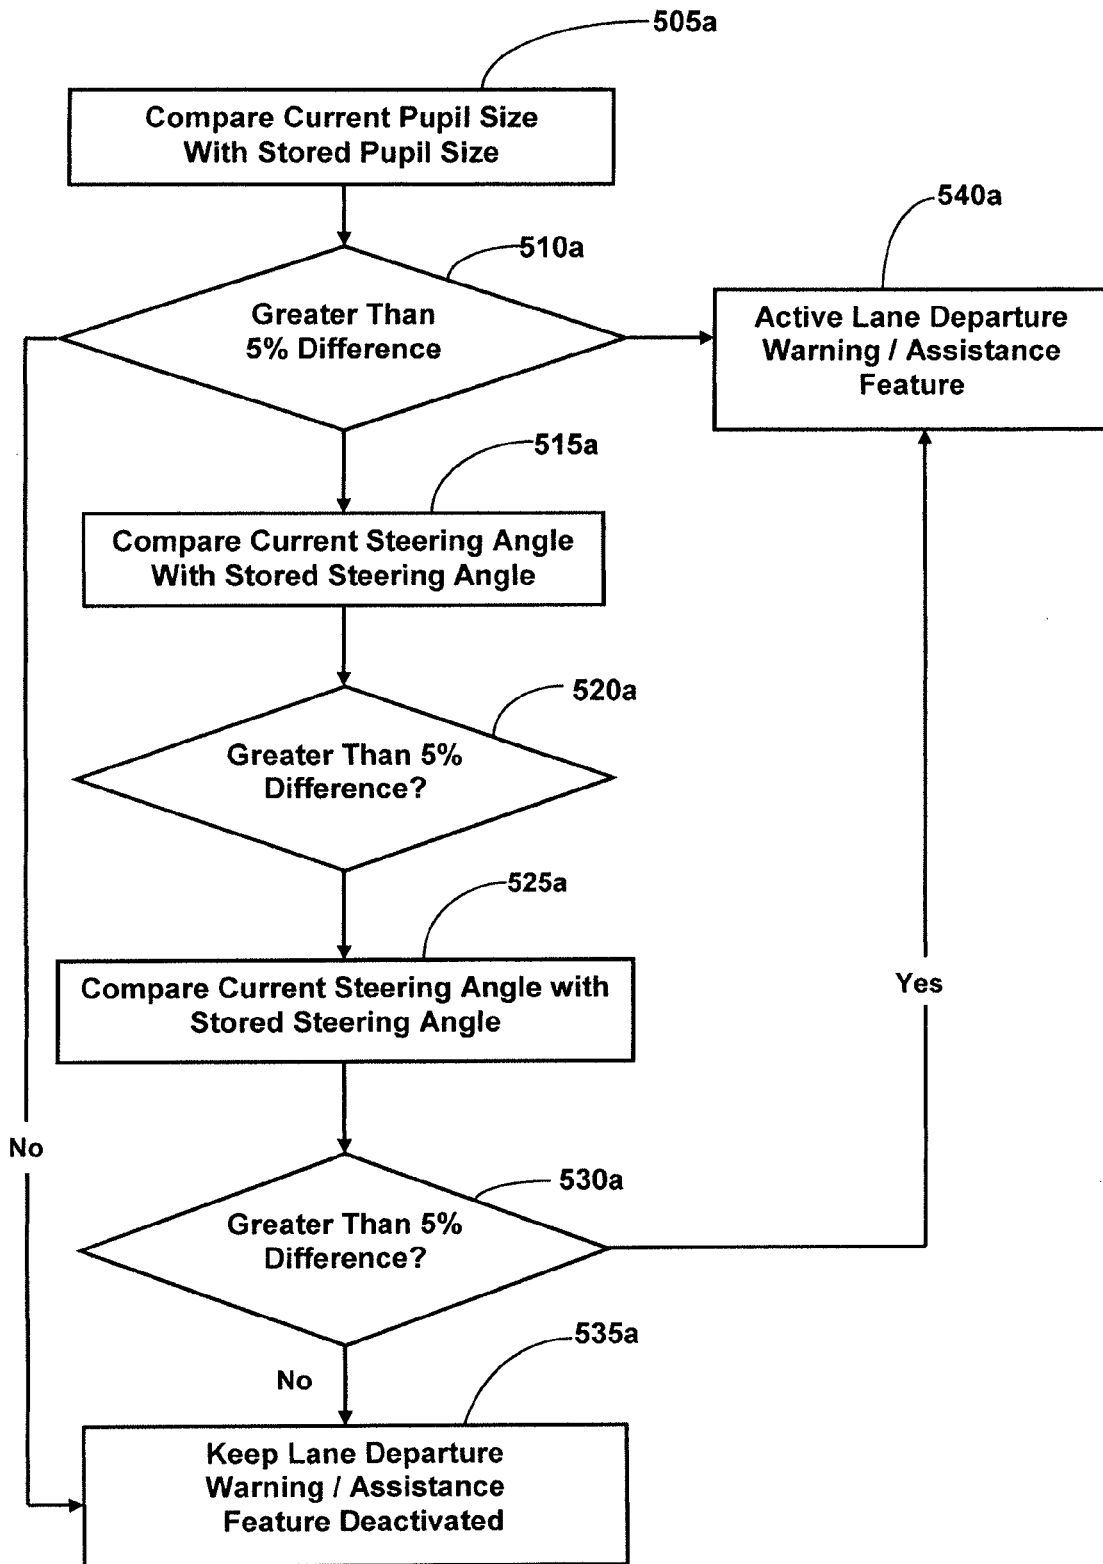 505a
Compare Current Pupil Size
With Stored Pupil Size
540a
510a
Greater Than
5% Difference
Active Lane Departure
Warning / Assistance
Feature
515a
Compare Current Steering Angle
With Stored Steering Angle
520a
Greater Than 5%
Difference?
525a
Compare Current Steering Angle with
Stored Steering Angle
Yes
No
530a
Greater Than 5%
Difference?
535a
No
Keep Lane Departure
Warning / Assistance
Feature Deactivated